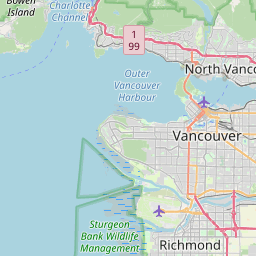 Bowen
Island
Charlotte
Channel
1
99
North Vanco
Outer
Vancouver
Harbour
Vancouver
Sturgeon
Bank Wildlife
Management
Richmond